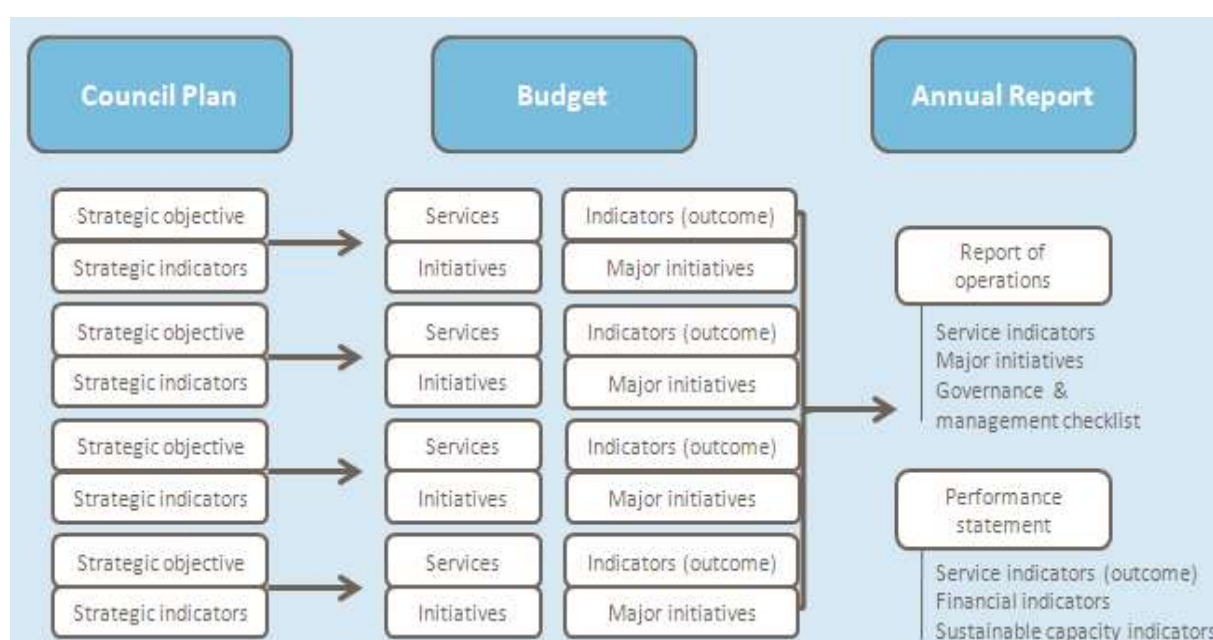 Council Plan
Budget
Annual Report
Strategic objective
Strategic indicators
Services
Indicators (outcome)
Initiatives
Major initiatives
Strategic objective
Strategic indicators
Services
Indicators (outcome)
Initiatives
Major initiatives
Strategic objective
Strategic indicators
Services
Indicators (outcome)
Initiatives
Major initiatives
Strategic objective
Strategic indicators
Services
Indicators (outcome)
Initiatives
Major initiatives
Report of
operations
Service indicators
Major initiatives
Governance &
management checklist
Performance
statement
Service indicators (outcome)
Financial indicators
Sustainable capacity indicators